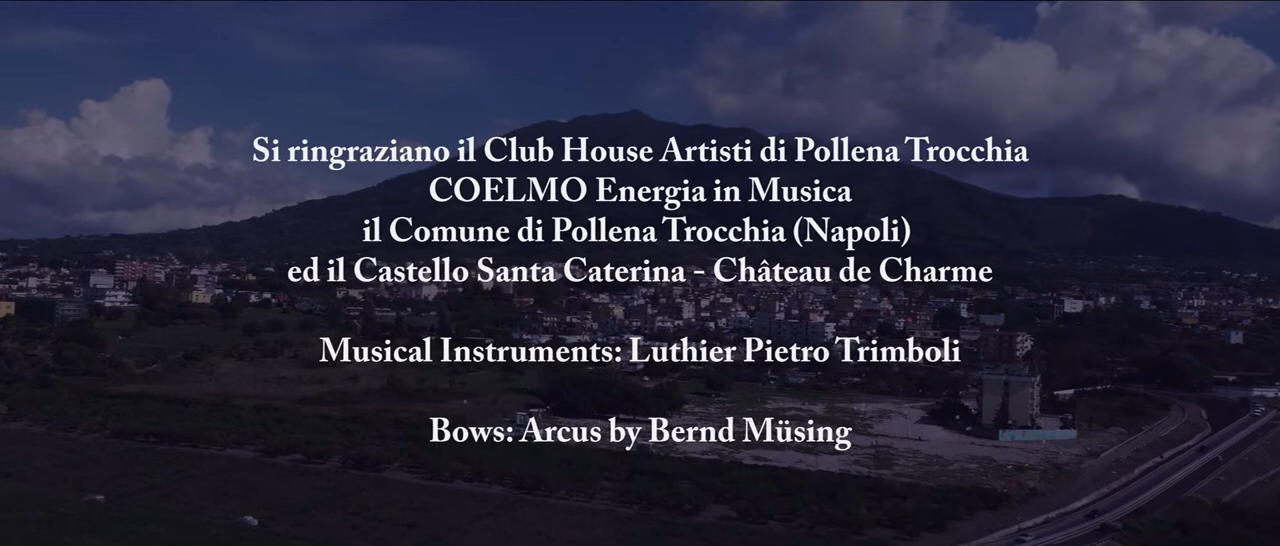 Si ringraziano il Club House Artisti di Pollena Trocchia
COELMO Energia in Musica
il Comune di Pollena Trocchia (Napoli)
ed il Castello Santa Caterina - Château de Charme
Musical Instruments: Luthier Pietro Trimboli
Bows: Arcus by Bernd Müsing